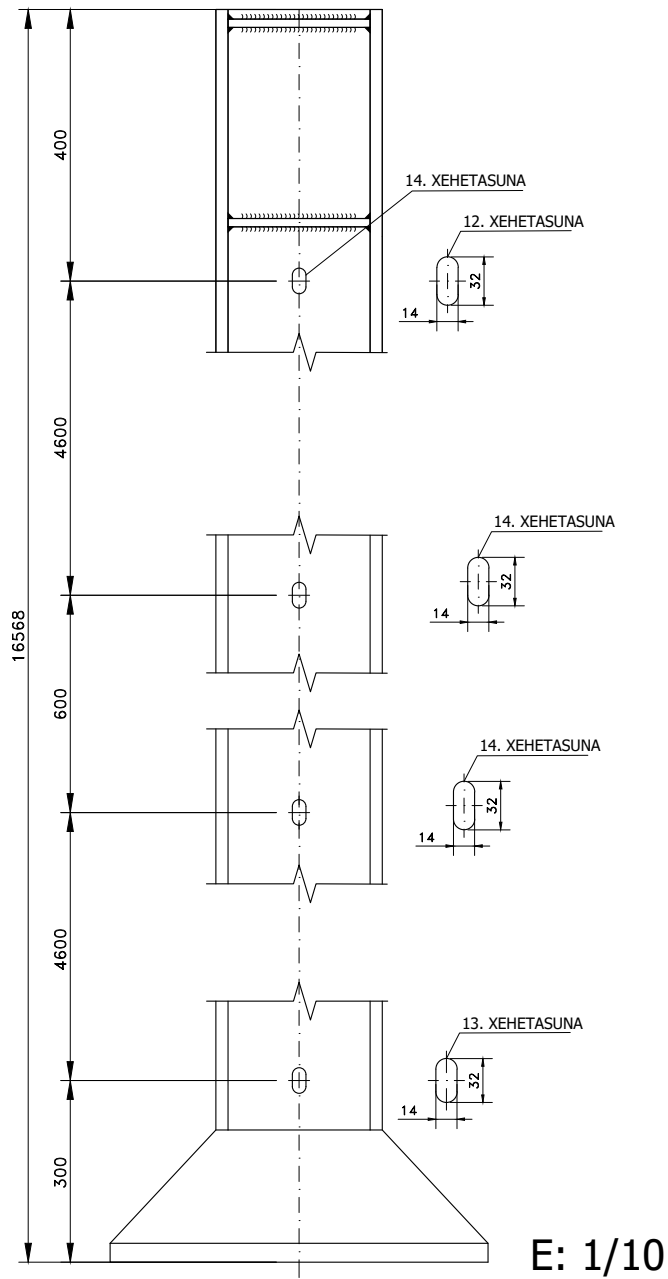 400
14. XEHETASUNA
12. XEHETASUNA
32
14
4600
14. XEHETASUNA
32
14
16568
600
14. XEHETASUNA
32
14
4600
13. XEHETASUNA
32
14
300
E: 1/10